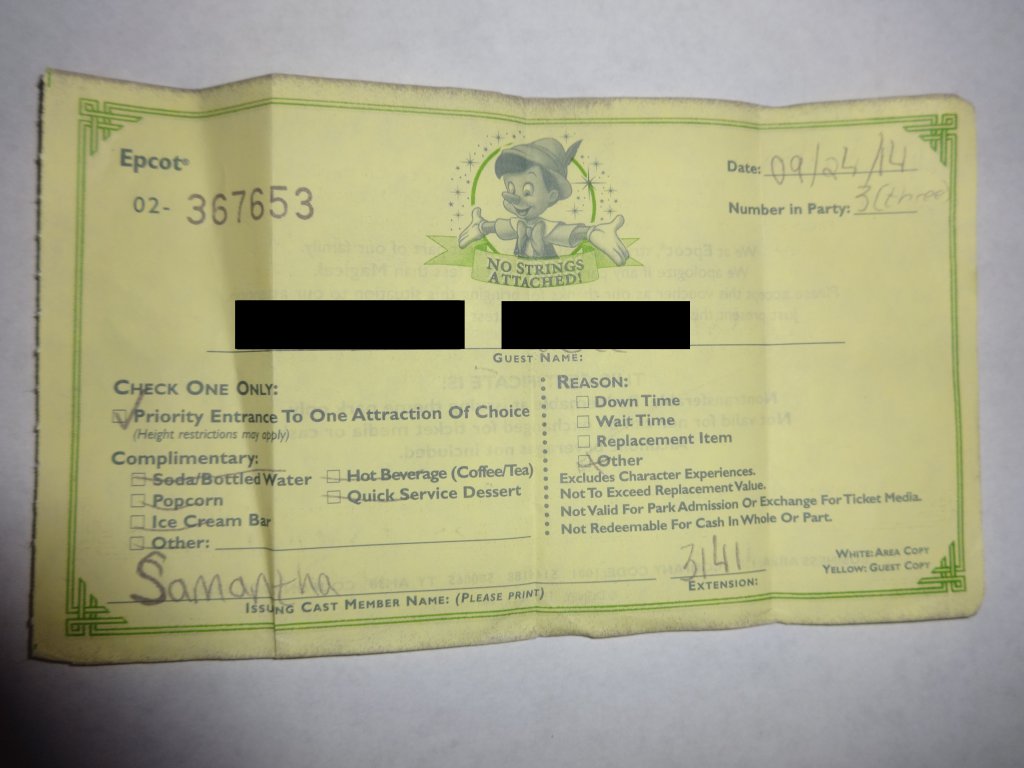 Epcot®
Date: 09/24/14
02- 367653
Number in Party: 3 (three)
NO STRINGS
ATTACHED!
GUEST NAME:
CHECK ONE ONLY:
Priority Entrance To One Attraction Of Choice
(Height restrictions may apply)
Complimentary:
Soda/Bottled Water
Hot Beverage (Coffee/Tea)
Popcorn
Quick Service Dessert
Ice Cream Bar
Other:
REASON:
Down Time
Wait Time
Replacement Item
Other
Excludes Character Experiences.
Not To Exceed Replacement Value.
Not Valid For Park Admission Or Exchange For Ticket Media.
Not Redeemable For Cash In Whole Or Part.
Samantha
ISSUING CAST MEMBER NAME: (PLEASE PRINT)
3141
EXTENSION:
WHITE: AREA COPY
YELLOW: GUEST COPY